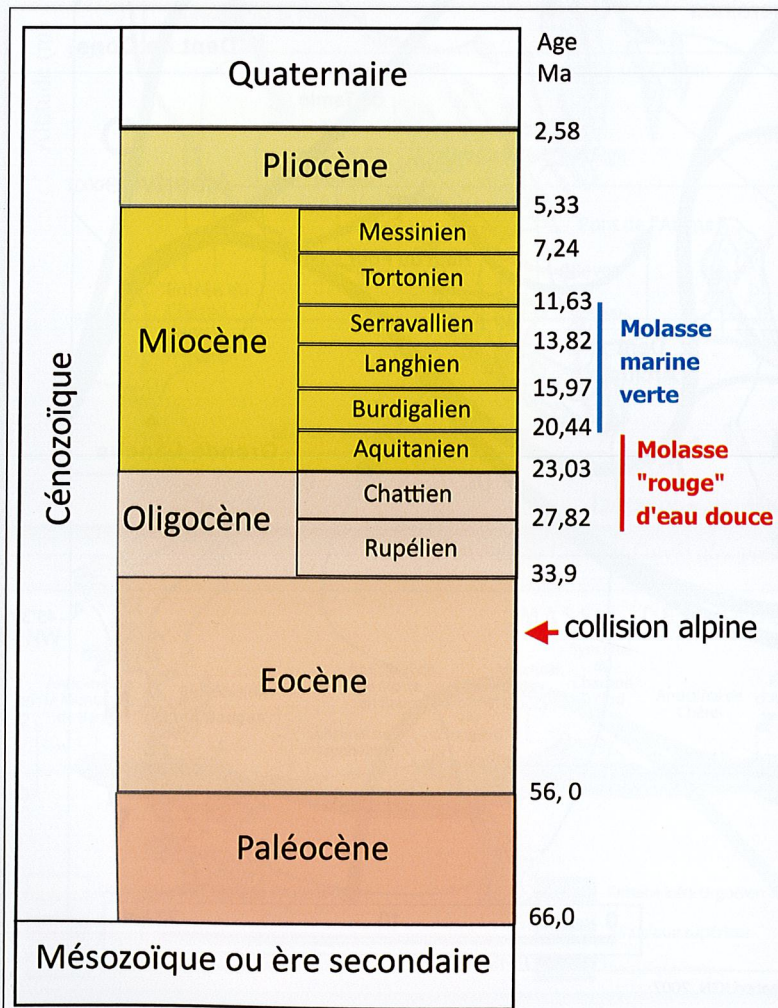 Age
Ma
Quaternaire
2,58
Pliocène
5,33
Messinien
7,24
Tortonien
11,63
Miocène
Serravallien
13,82
Langhien
15,97
Burdigalien
20,44
Aquitanien
23,03
Molasse
marine
verte
Molasse
"rouge"
d'eau douce
Cénozoïque
Oligocène
Chattien
27,82
Rupélien
33,9
collision alpine
Eocène
56, 0
Paléocène
66,0
Mésozoïque ou ère secondaire